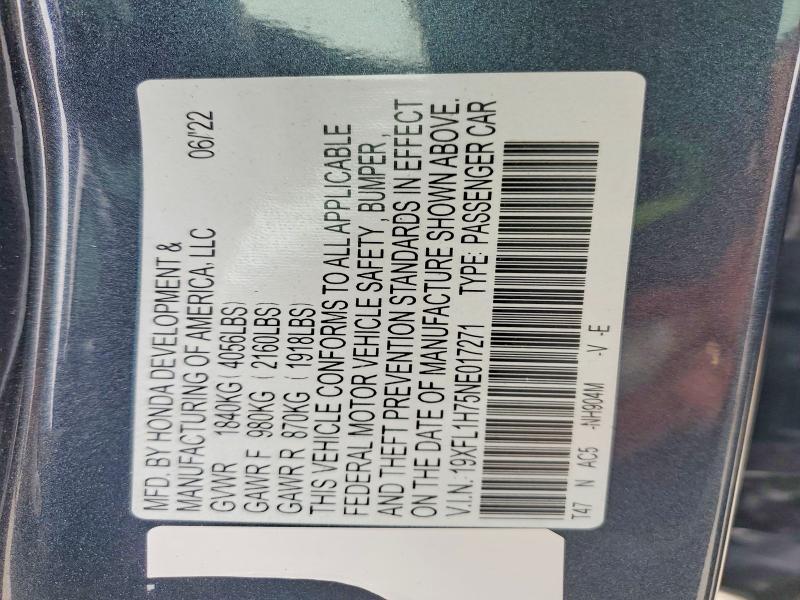 MFD. BY HONDA DEVELOPMENT &
MANUFACTURING OF AMERICA, LLC 06/'22
GVWR 1840KG ( 4056LBS)
GAWR F 980KG ( 2160LBS)
GAWR R 870KG ( 1918LBS)
THIS VEHICLE CONFORMS TO ALL APPLICABLE
FEDERAL MOTOR VEHICLE SAFETY , BUMPER ,
AND THEFT PREVENTION STANDARDS IN EFFECT
ON THE DATE OF MANUFACTURE SHOWN ABOVE.
V.I.N.: 19XFL1H75NE017271 TYPE: PASSENGER CAR
T47 N AC5 -NH904M -V -E